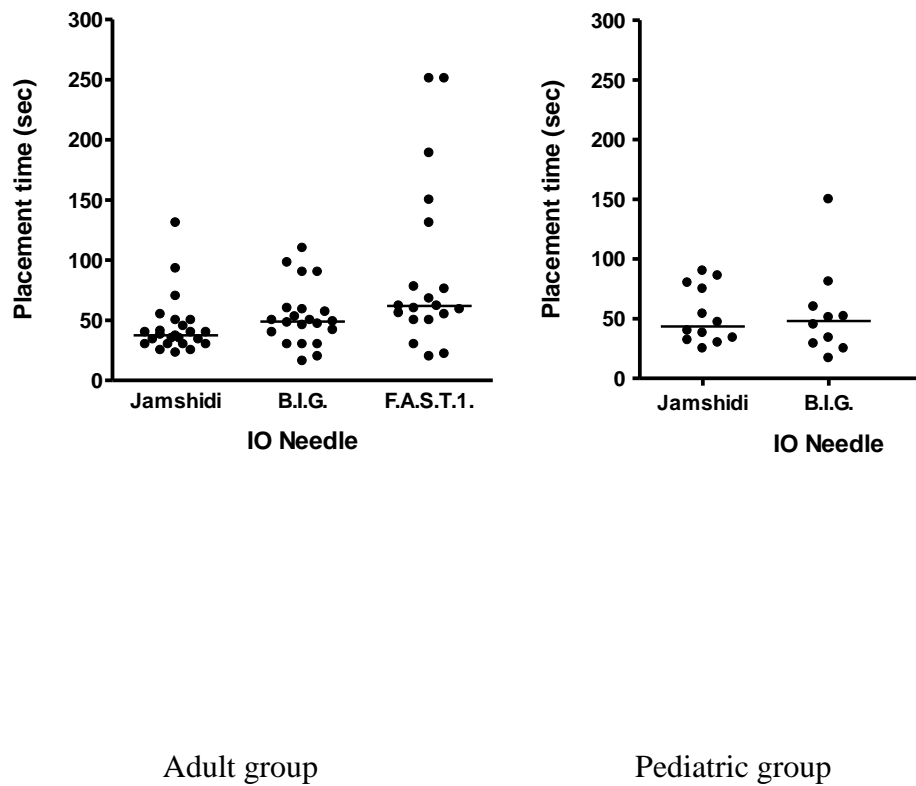 300
250
200
150
100
50
0
Placement time (sec)
Jamshidi B.I.G. F.A.S.T.1.
IO Needle
300
250
200
150
100
50
0
Placement time (sec)
Jamshidi B.I.G.
IO Needle
Adult group Pediatric group